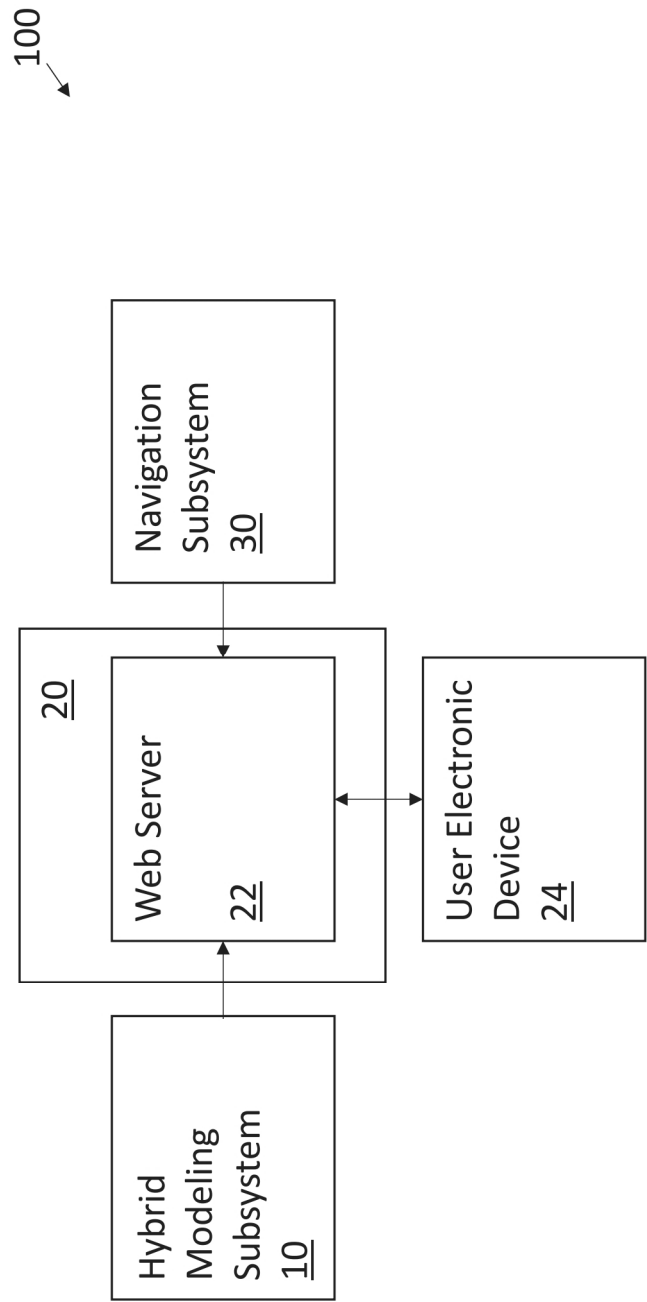 100
Hybrid
Modeling
Subsystem
10
20
Web Server
22
Navigation
Subsystem
30
User Electronic
Device
24